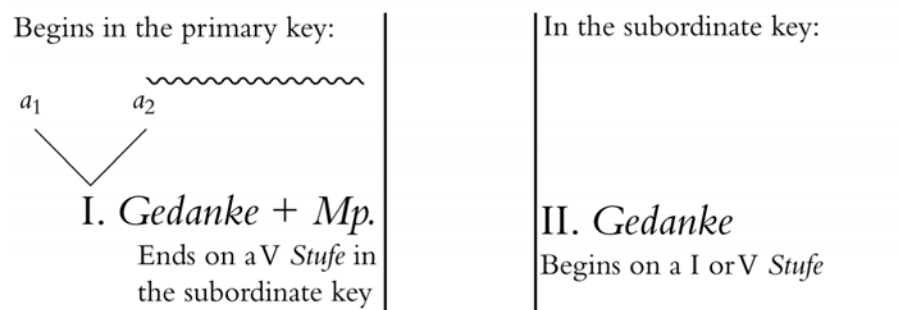 Begins in the primary key:
a1 a2
I. Gedanke + Mp.
Ends on a V Stufe in
the subordinate key
In the subordinate key:
II. Gedanke
Begins on a I or V Stufe